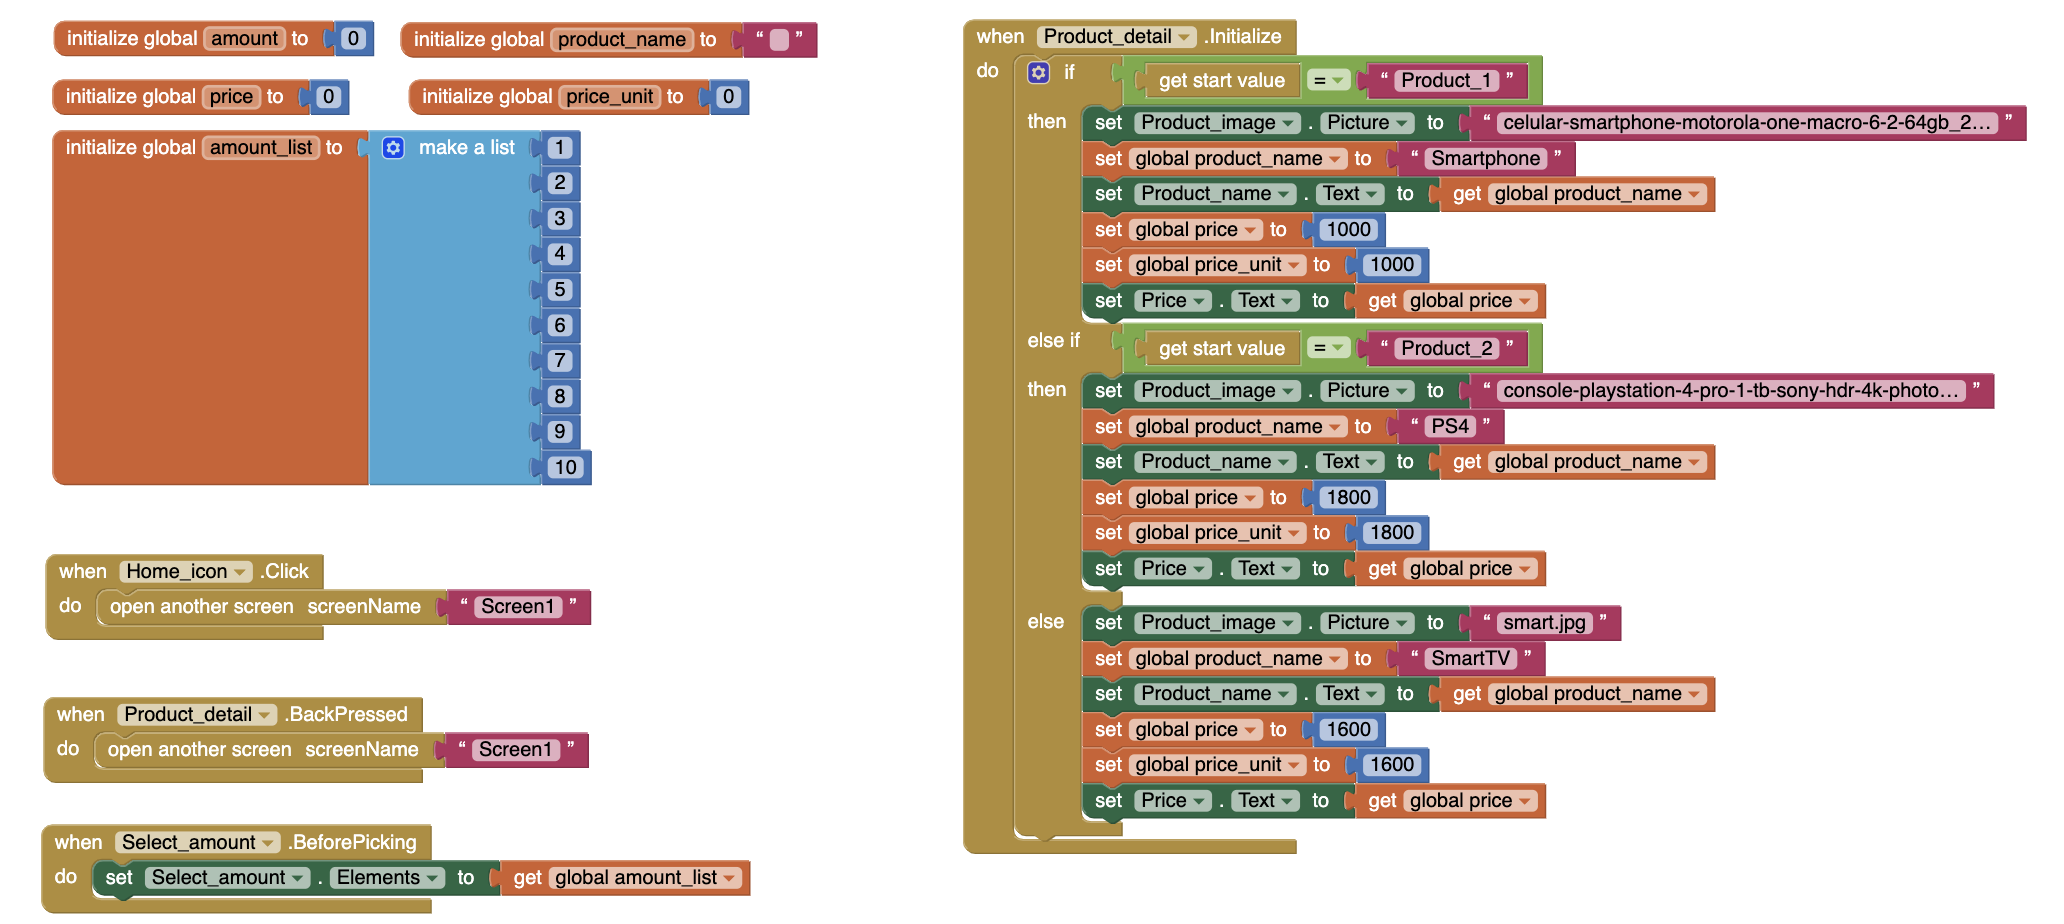 initialize global amount to 0
initialize global product_name to “ ”
initialize global price to 0
initialize global price_unit to 0
initialize global amount_list to make a list 1
2
3
4
5
6
7
8
9
10
when Home_icon .Click
do open another screen screenName “ Screen1 ”
when Product_detail .BackPressed
do open another screen screenName “ Screen1 ”
when Select_amount .BeforePicking
do set Select_amount . Elements to get global amount_list
when Product_detail .Initialize
do if get start value = “ Product_1 ”
then set Product_image . Picture to “ celular-smartphone-motorola-one-macro-6-2-64gb_2... ”
set global product_name to “ Smartphone ”
set Product_name . Text to get global product_name
set global price to 1000
set global price_unit to 1000
set Price . Text to get global price
else if get start value = “ Product_2 ”
then set Product_image . Picture to “ console-playstation-4-pro-1-tb-sony-hdr-4k-photo... ”
set global product_name to “ PS4 ”
set Product_name . Text to get global product_name
set global price to 1800
set global price_unit to 1800
set Price . Text to get global price
else set Product_image . Picture to “ smart.jpg ”
set global product_name to “ SmartTV ”
set Product_name . Text to get global product_name
set global price to 1600
set global price_unit to 1600
set Price . Text to get global price